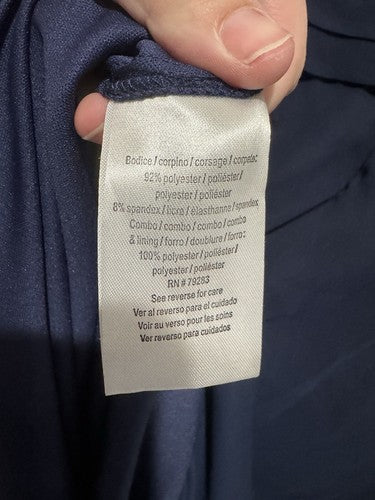 Bodice / corpino / corsage / corpete:
92% polyester / poliéster /
polyester / poliéster
8% spandex / licra / élasthanne / spandex
Combo / combo / combo / combo
& lining / forro / doublure / forro:
100% polyester / poliéster /
polyester / poliéster
RN # 79283
See reverse for care
Ver al reverso para el cuidado
Voir au verso pour les soins
Ver reverso para cuidados